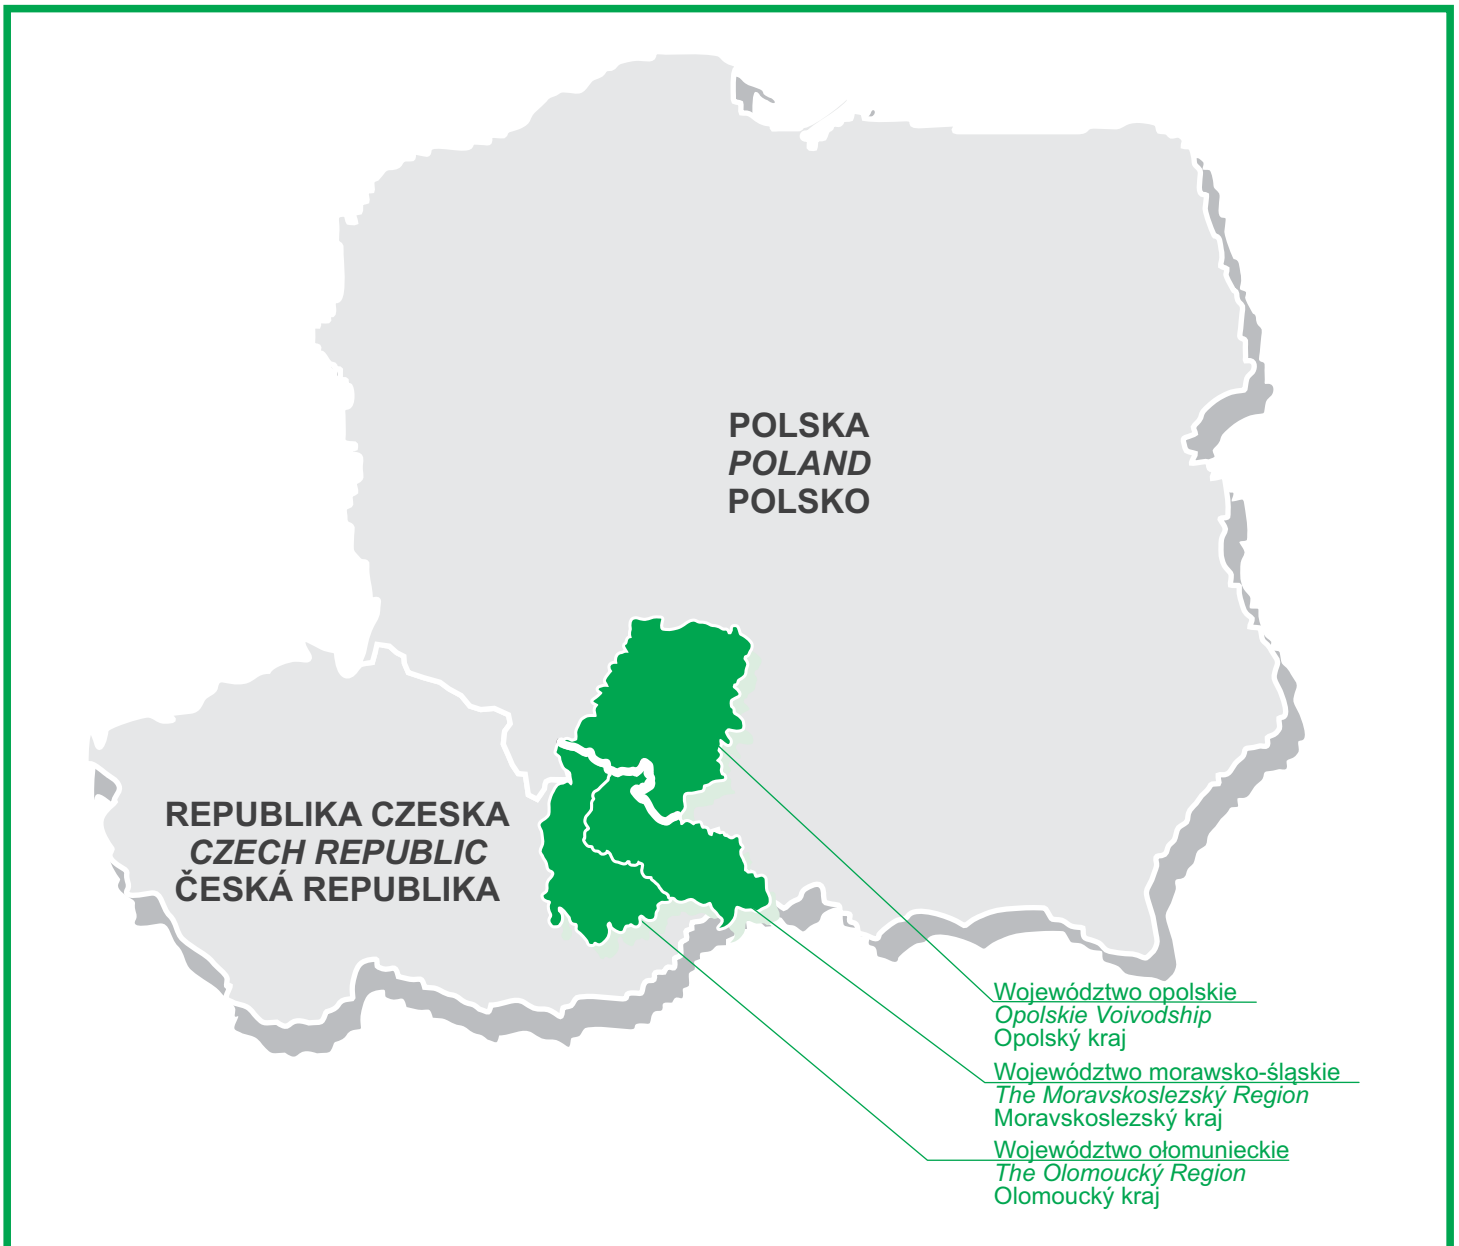 POLSKA
POLAND
POLSKO
REPUBLIKA CZESKA
CZECH REPUBLIC
ČESKÁ REPUBLIKA
Województwo opolskie
Opolskie Voivodship
Opolský kraj
Województwo morawsko-śląskie
The Moravskoslezský Region
Moravskoslezský kraj
Województwo ołomunieckie
The Olomoucký Region
Olomoucký kraj